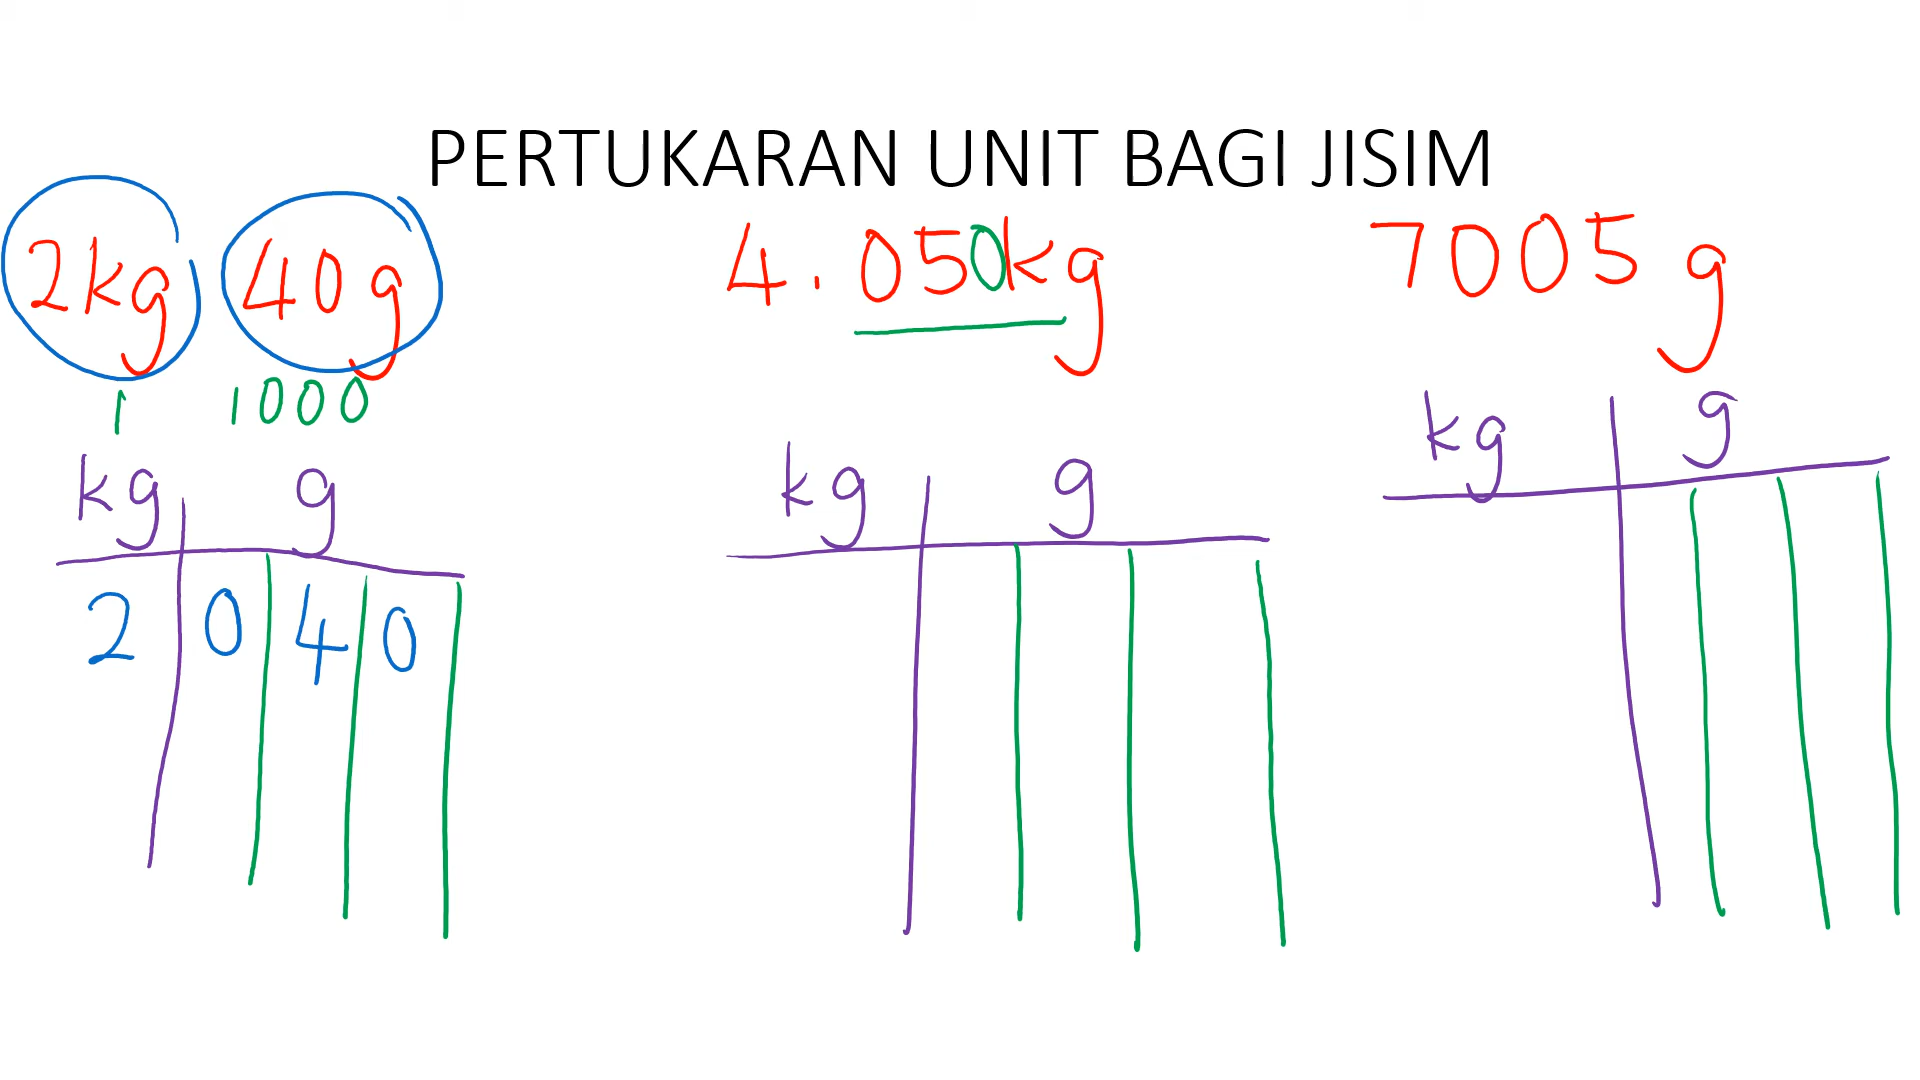 PERTUKARAN UNIT BAGI JISIM
2kg 40g
1 1000
kg g
2 0 4 0
4.050kg
kg g
7005 g
kg g